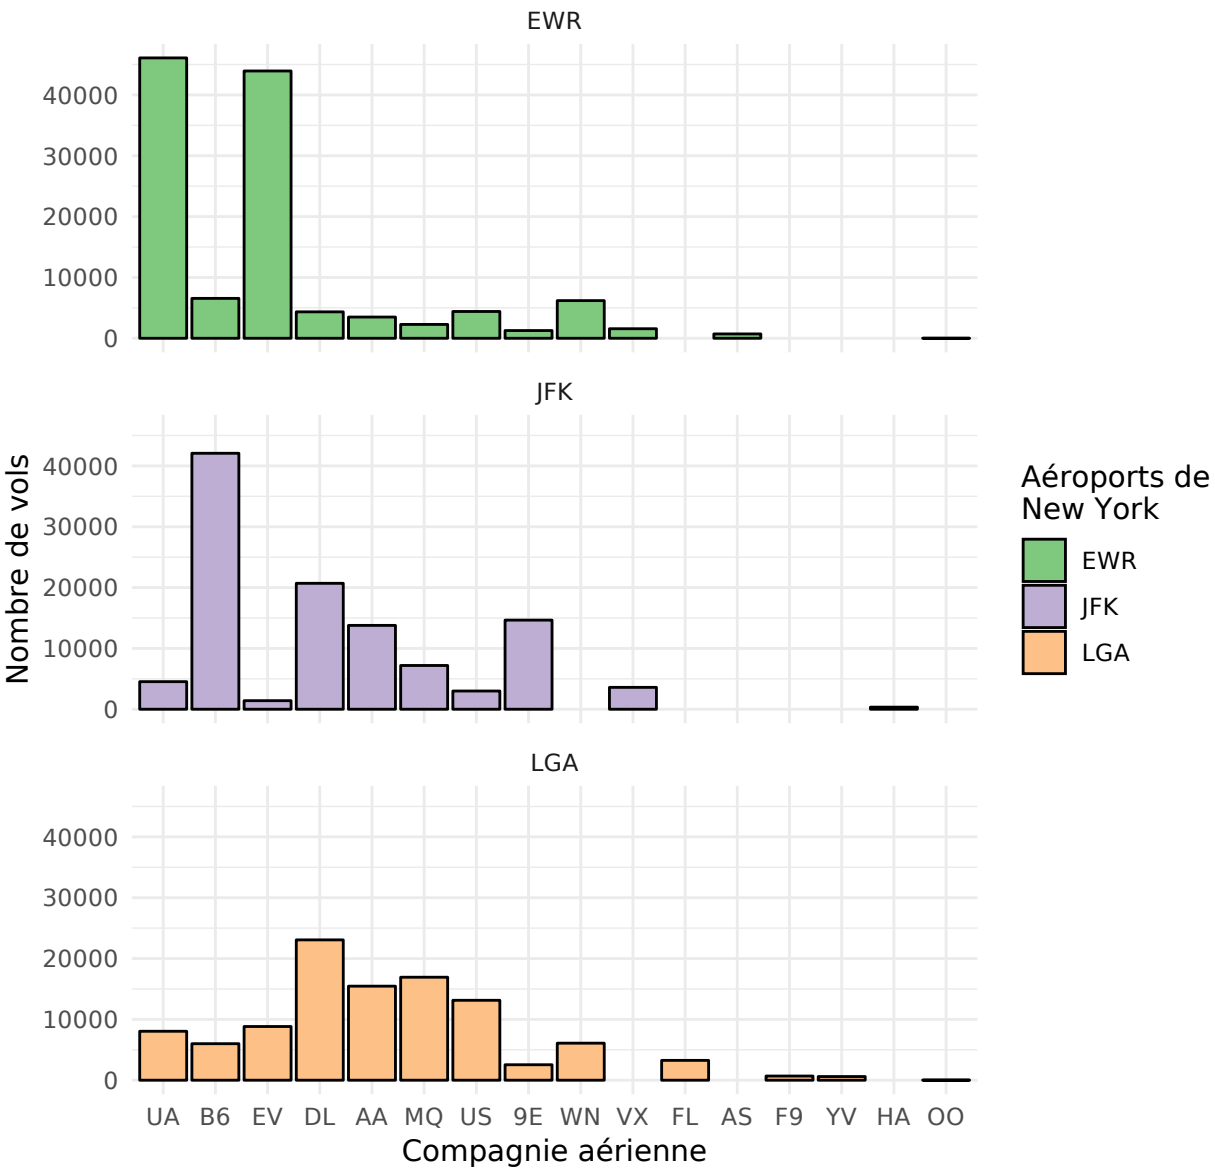 EWR
40000
30000
20000
10000
0
JFK
40000
30000
20000
10000
0
LGA
40000
30000
20000
10000
0
UA B6 EV DL AA MQ US 9E WN VX FL AS F9 YV HA OO
Compagnie aérienne
Nombre de vols
Aéroports de
New York
EWR
JFK
LGA